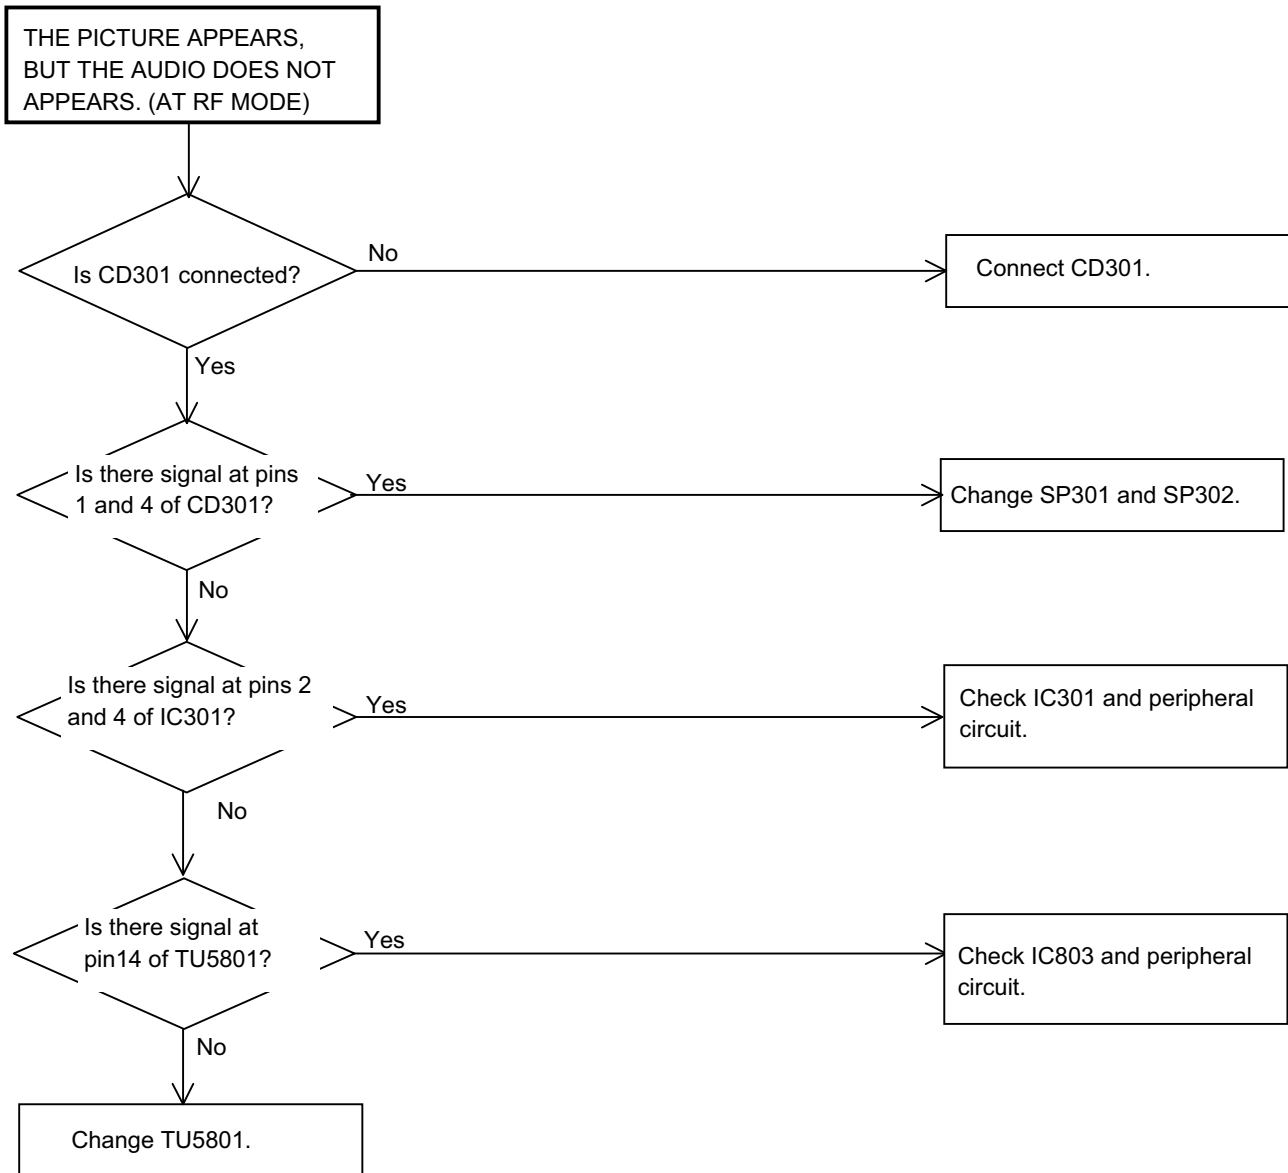 THE PICTURE APPEARS,
BUT THE AUDIO DOES NOT
APPEARS. (AT RF MODE)
Is CD301 connected?
No
Connect CD301.
Yes
Is there signal at pins
1 and 4 of CD301?
Yes
Change SP301 and SP302.
No
Is there signal at pins 2
and 4 of IC301?
Yes
Check IC301 and peripheral
circuit.
No
Is there signal at
pin14 of TU5801?
Yes
Check IC803 and peripheral
circuit.
No
Change TU5801.